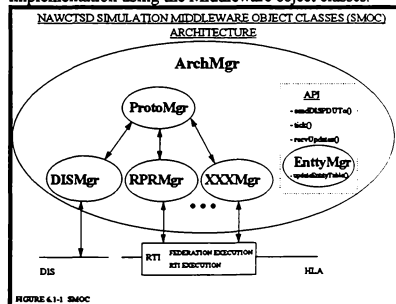 implementation using the Middleware object classes.
NAWCTSD SIMULATION MIDDLEWARE OBJECT CLASSES (SMOC)
ARCHITECTURE
ArchMgr
ProtoMgr
API
- sendDISPDUTo()
- tick()
- recvUpdates()
DISMgr
RPRMgr
XXXMgr
EnttyMgr
- updateEntityTable()
RTI
FEDERATION EXECUTION
RTI EXECUTION
DIS
HLA
FIGURE 6.1-1 SMOC